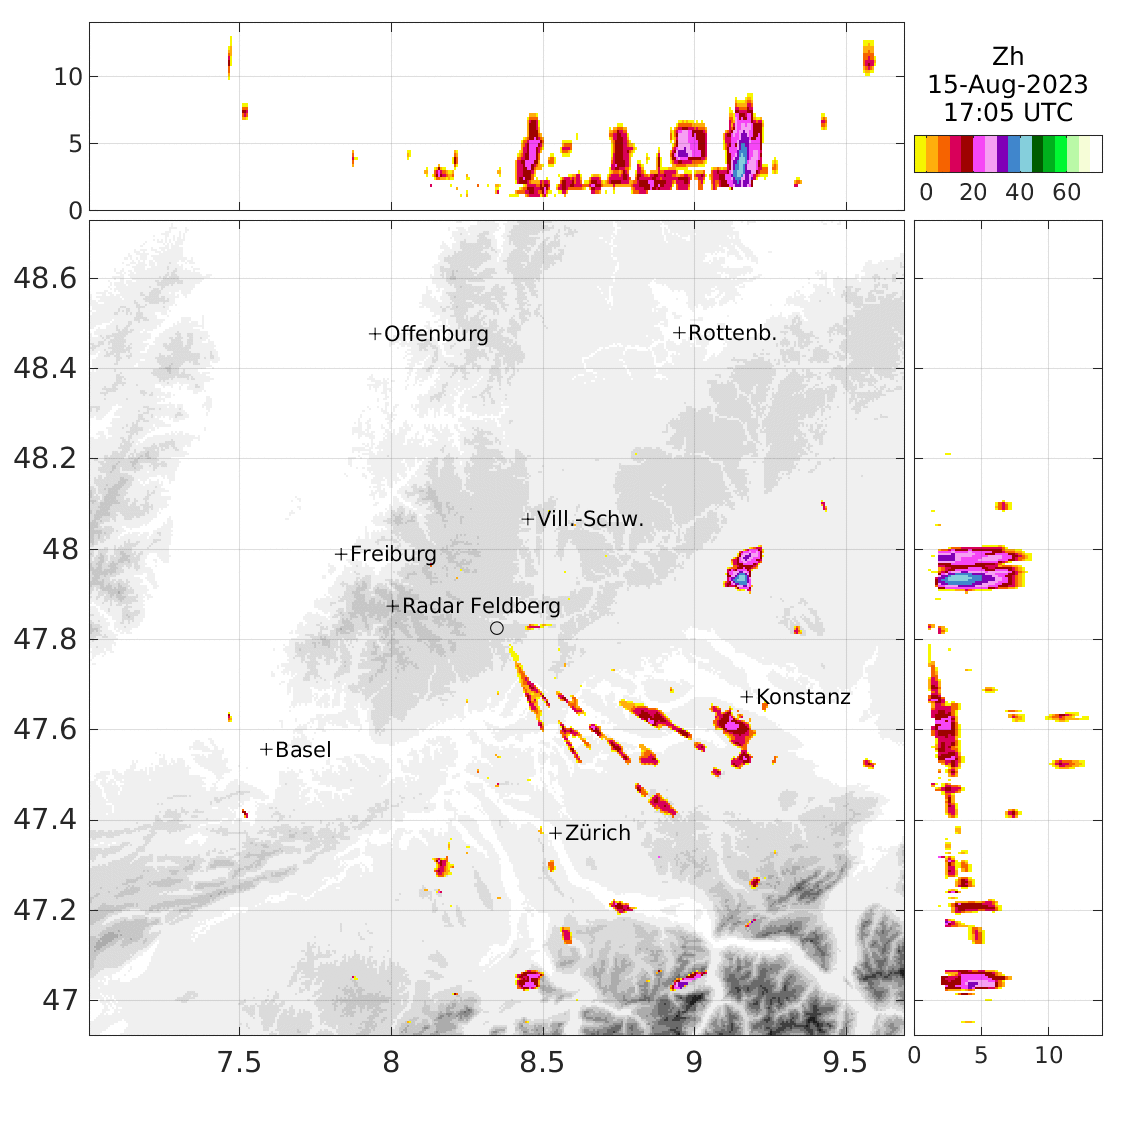 10
5
0
Zh
15-Aug-2023
17:05 UTC
0 20 40 60
48.6
48.4
48.2
48
47.8
47.6
47.4
47.2
47
+Offenburg
+Rottenb.
+Vill.-Schw.
+Freiburg
+Radar Feldberg
+Konstanz
+Basel
+Zürich
7.5 8 8.5 9 9.5
0 5 10